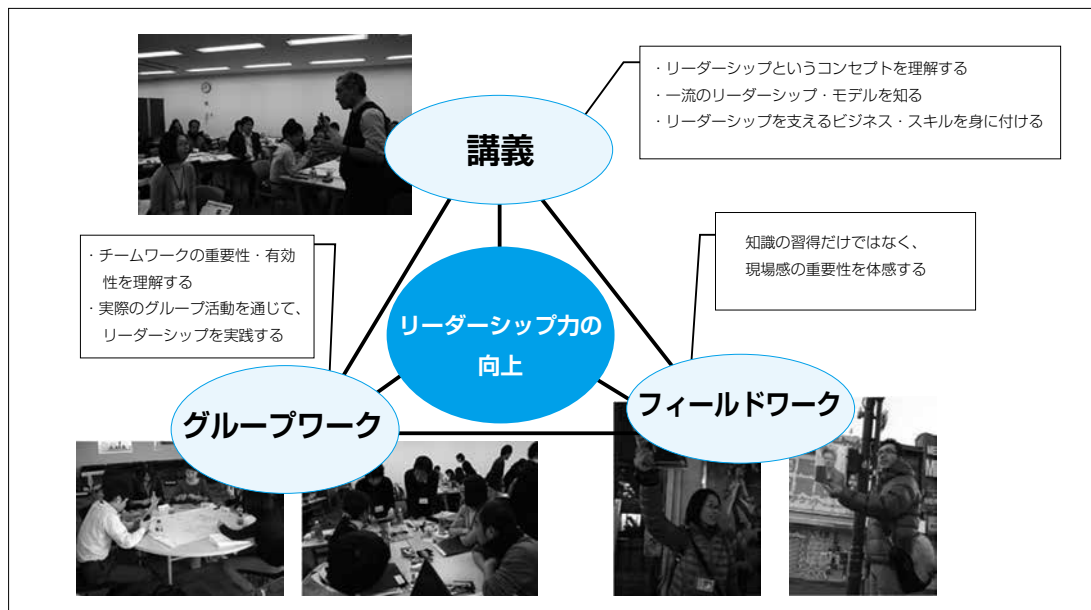 ・リーダーシップというコンセプトを理解する
・一流のリーダーシップ・モデルを知る
・リーダーシップを支えるビジネス・スキルを身に付ける
講義
・チームワークの重要性・有効
性を理解する
・実際のグループ活動を通じて、
リーダーシップを実践する
知識の習得だけではなく、
現場感の重要性を体感する
リーダーシップ力の
向上
グループワーク
フィールドワーク